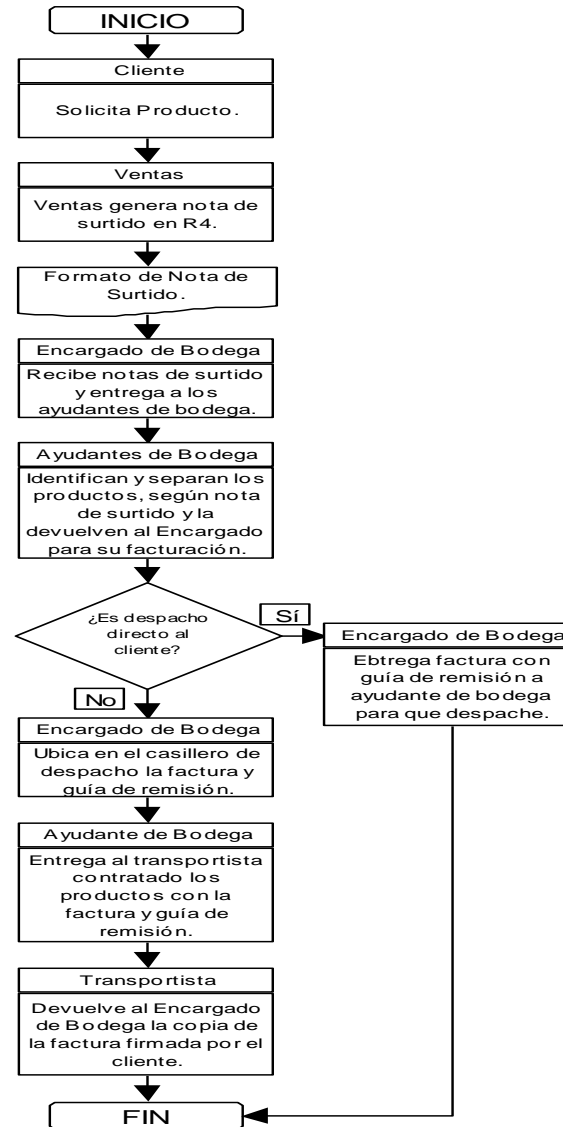 INICIO
Cliente
Solicita Producto.
Ventas
Ventas genera nota de
surtido en R4.
Formato de Nota de
Surtido.
Encargado de Bodega
Recibe notas de surtido
y entrega a los
ayudantes de bodega.
Ayudantes de Bodega
Identifican y separan los
productos, según nota
de surtido y la
devuelven al Encargado
para su facturación.
¿Es despacho
directo al
cliente?
Sí
Encargado de Bodega
Ebtrega factura con
guía de remisión a
ayudante de bodega
para que despache.
No
Encargado de Bodega
Ubica en el casillero de
despacho la factura y
guía de remisión.
Ayudante de Bodega
Entrega al transportista
contratado los
productos con la
factura y guía de
remisión.
Transportista
Devuelve al Encargado
de Bodega la copia de
la factura firmada por el
cliente.
FIN